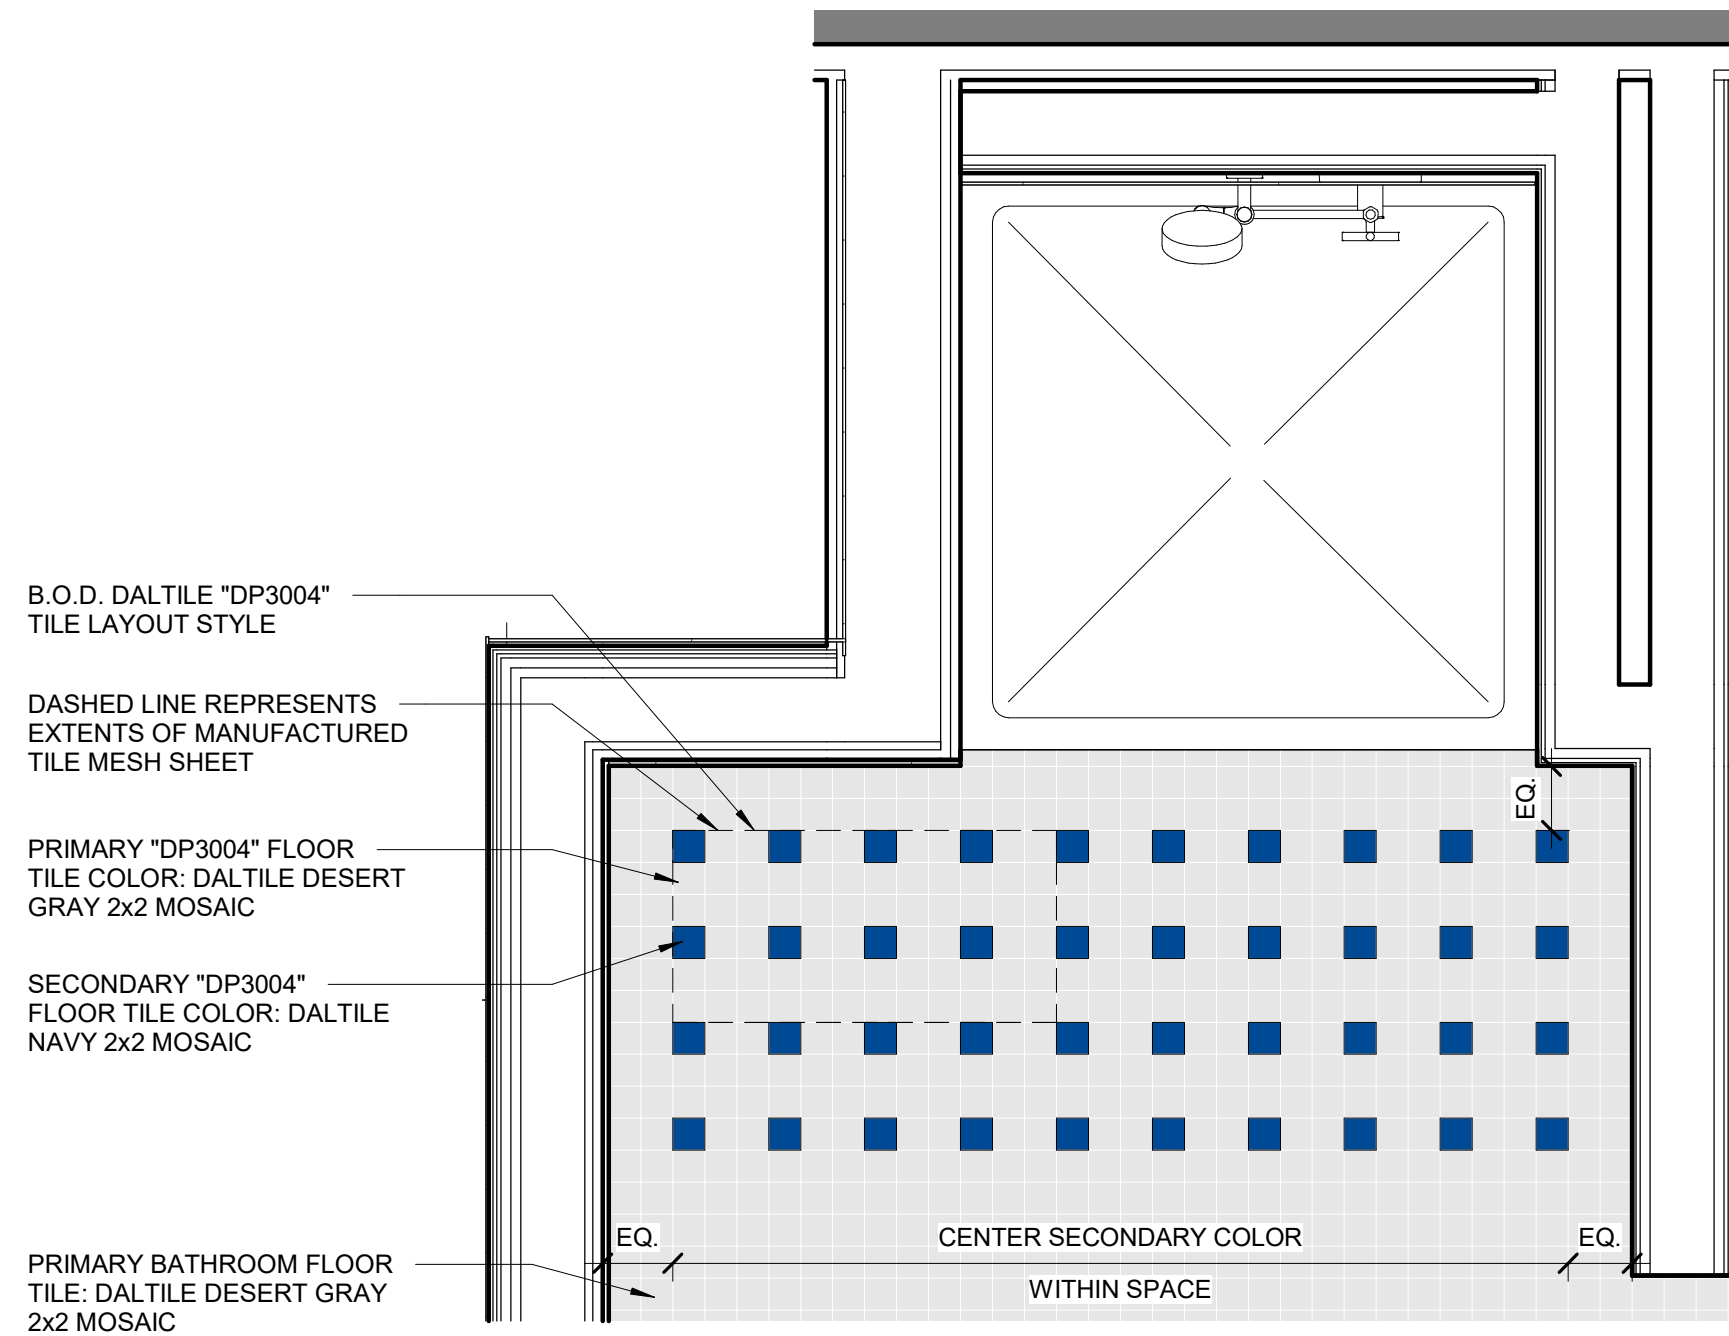 B.O.D. DALTILE "DP3004"
TILE LAYOUT STYLE
DASHED LINE REPRESENTS
EXTENTS OF MANUFACTURED
TILE MESH SHEET
EQ.
PRIMARY "DP3004" FLOOR
TILE COLOR: DALTILE DESERT
GRAY 2x2 MOSAIC
SECONDARY "DP3004"
FLOOR TILE COLOR: DALTILE
NAVY 2x2 MOSAIC
EQ.
CENTER SECONDARY COLOR
EQ.
WITHIN SPACE
PRIMARY BATHROOM FLOOR
TILE: DALTILE DESERT GRAY
2x2 MOSAIC